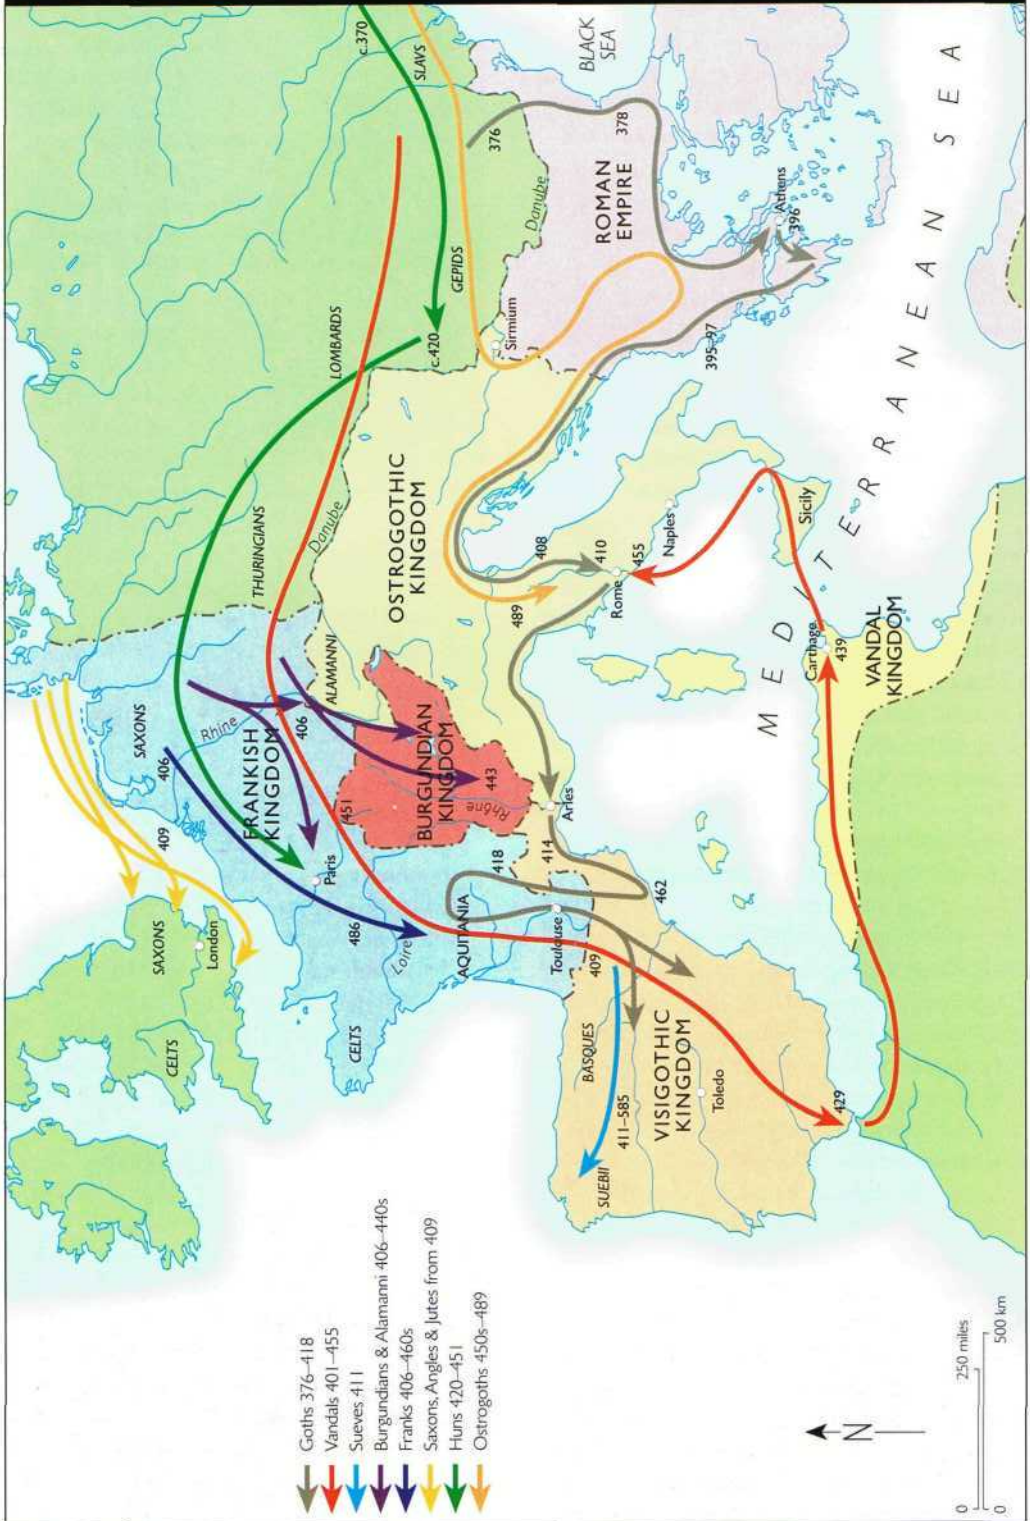 Goths 376–418
Vandals 401–455
Sueves 411
Burgundians & Alamanni 406–440s
Franks 406–460s
Saxons, Angles & Jutes from 409
Huns 420–451
Ostrogoths 450s–489
N
0
250 miles
0
500 km
CELTS
SAXONS
London
409
SAXONS
406
Rhine
FRANKISH
KINGDOM
406
451
Paris
486
Loire
CELTS
AQUITANIA
418
Toulouse
409
414
462
BASQUES
SUEBII
411–585
VISIGOTHIC
KINGDOM
Toledo
429
BURGUNDIAN
KINGDOM
443
Rhône
Arles
ALAMANNI
THURINGIANS
LOMBARDS
Danube
OSTROGOTHIC
KINGDOM
489
408
410
Rome
455
Naples
Sicily
Carthage
439
VANDAL
KINGDOM
MEDITERRANEAN SEA
c.370
SLAVS
c.420
GEPIDS
Sirmium
Danube
376
378
BLACK
SEA
ROMAN
EMPIRE
Athens
396
395–97